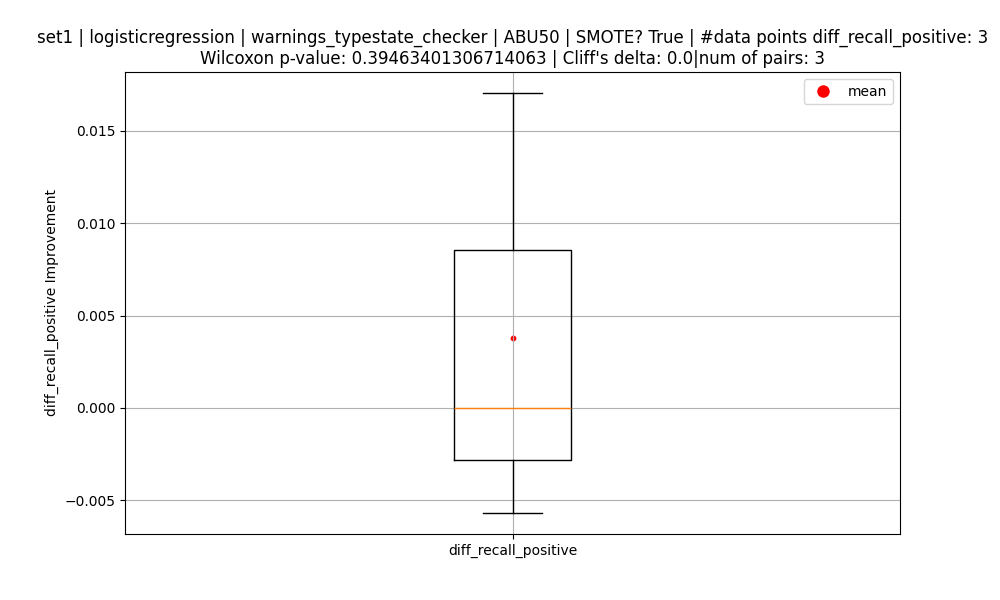 set1 | logisticregression | warnings_typestate_checker | ABU50 | SMOTE? True | #data points diff_recall_positive: 3
Wilcoxon p-value: 0.39463401306714063 | Cliff's delta: 0.0|num of pairs: 3
mean
0.015
0.010
0.005
0.000
−0.005
diff_recall_positive Improvement
diff_recall_positive